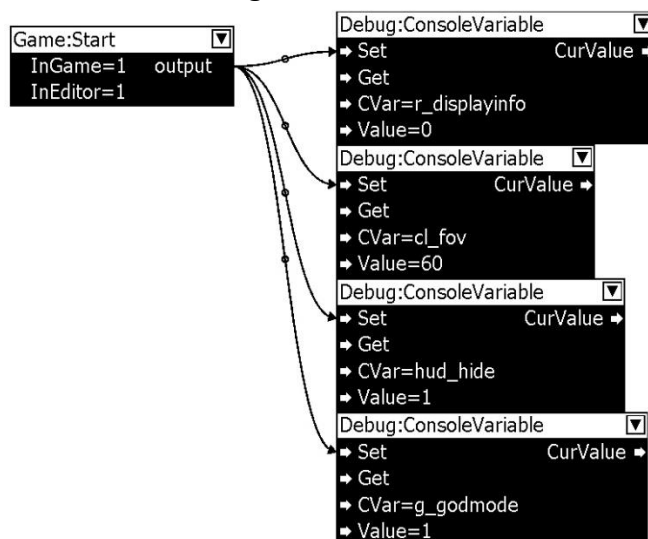 Game:Start
InGame=1 output
InEditor=1
Debug:ConsoleVariable
Set CurValue
Get
CVar=r_displayinfo
Value=0
Debug:ConsoleVariable
Set CurValue
Get
CVar=cl_fov
Value=60
Debug:ConsoleVariable
Set CurValue
Get
CVar=hud_hide
Value=1
Debug:ConsoleVariable
Set CurValue
Get
CVar=g_godmode
Value=1